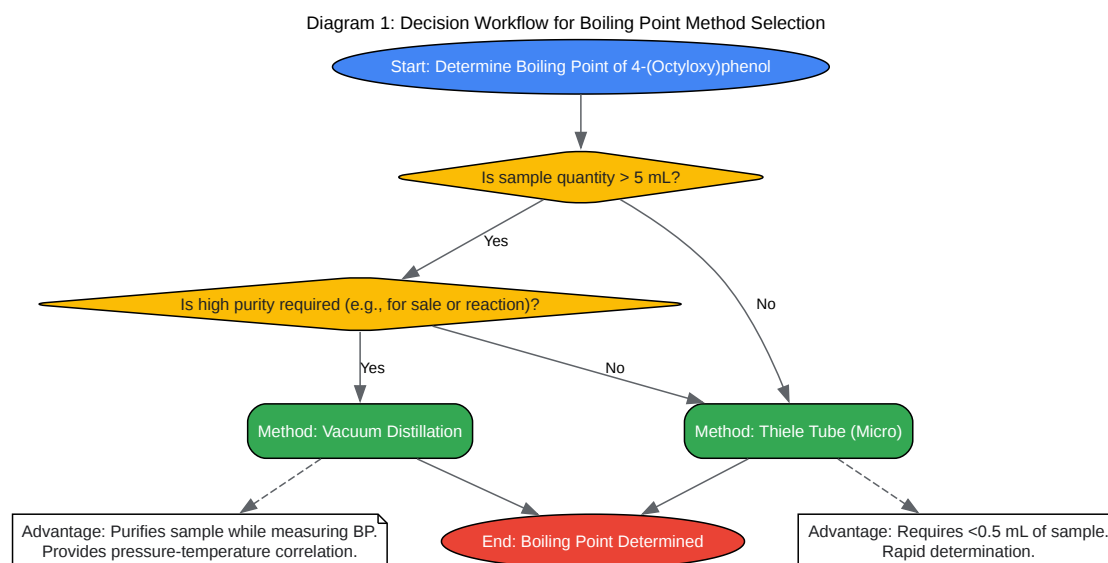 Diagram 1: Decision Workflow for Boiling Point Method Selection
Start: Determine Boiling Point of 4-(Octyloxy)phenol
Is sample quantity > 5 mL?
Yes
Is high purity required (e.g., for sale or reaction)?
No
Yes
No
Method: Vacuum Distillation
Method: Thiele Tube (Micro)
Advantage: Purifies sample while measuring BP.
Provides pressure-temperature correlation.
End: Boiling Point Determined
Advantage: Requires <0.5 mL of sample.
Rapid determination.